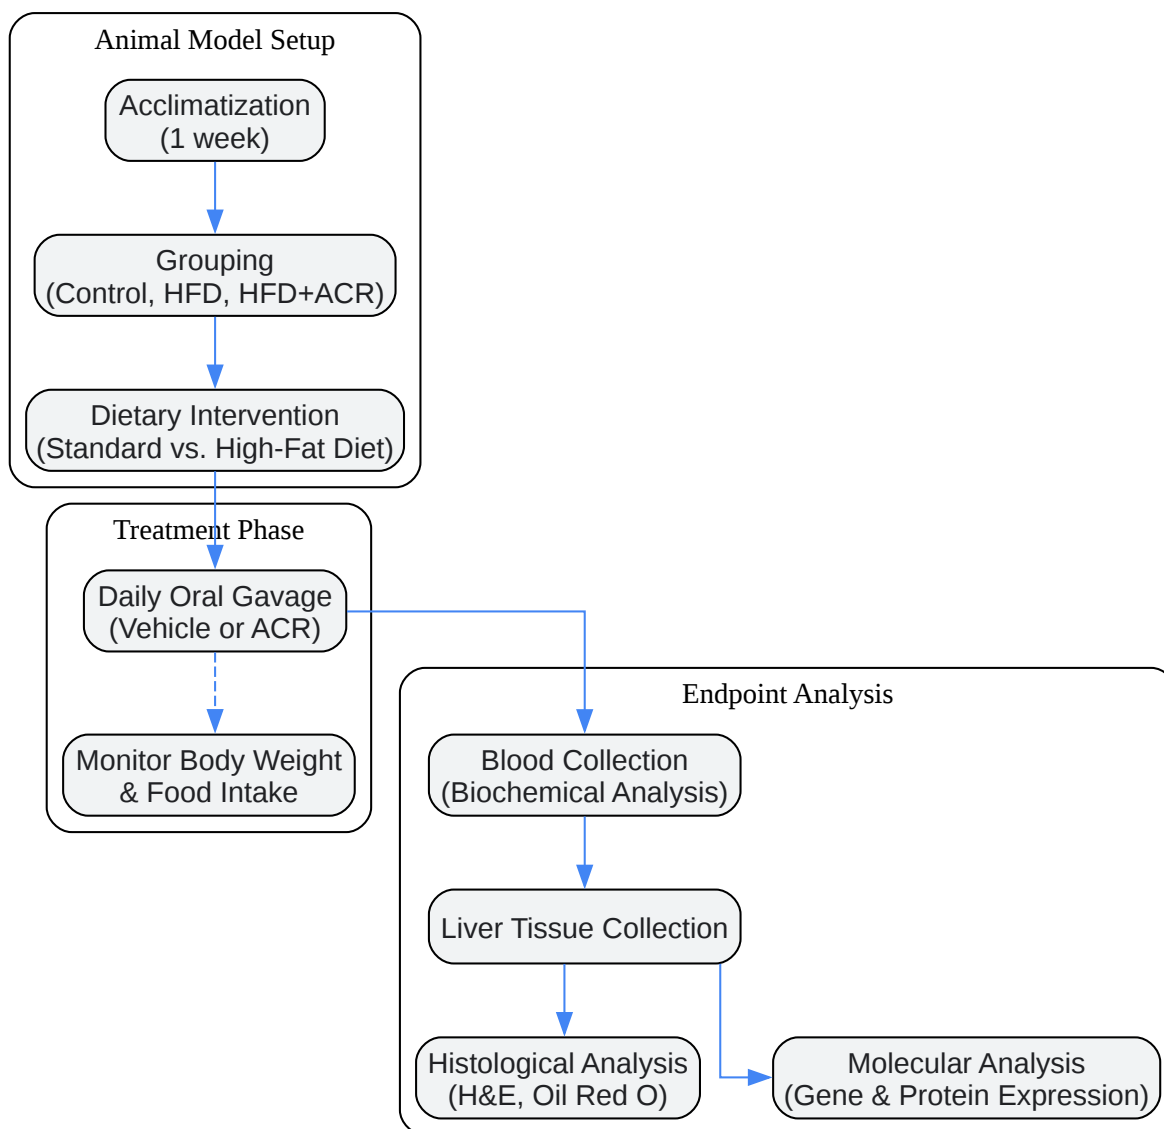 Animal Model Setup
Acclimatization
(1 week)
Grouping
(Control, HFD, HFD+ACR)
Dietary Intervention
(Standard vs. High-Fat Diet)
Treatment Phase
Daily Oral Gavage
(Vehicle or ACR)
Monitor Body Weight
& Food Intake
Endpoint Analysis
Blood Collection
(Biochemical Analysis)
Liver Tissue Collection
Histological Analysis
(H&E, Oil Red O)
Molecular Analysis
(Gene & Protein Expression)